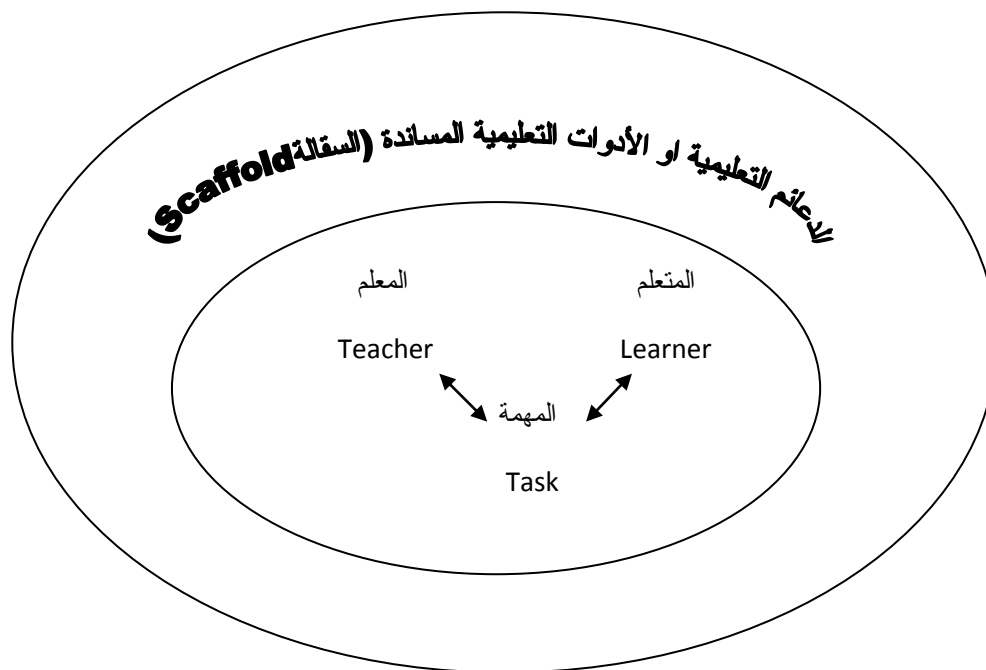 الدعائم التعليمية او الأدوات التعليمية المساندة (السقالةScaffold)
المتعلم
المعلم
Learner
Teacher
المهمة
Task